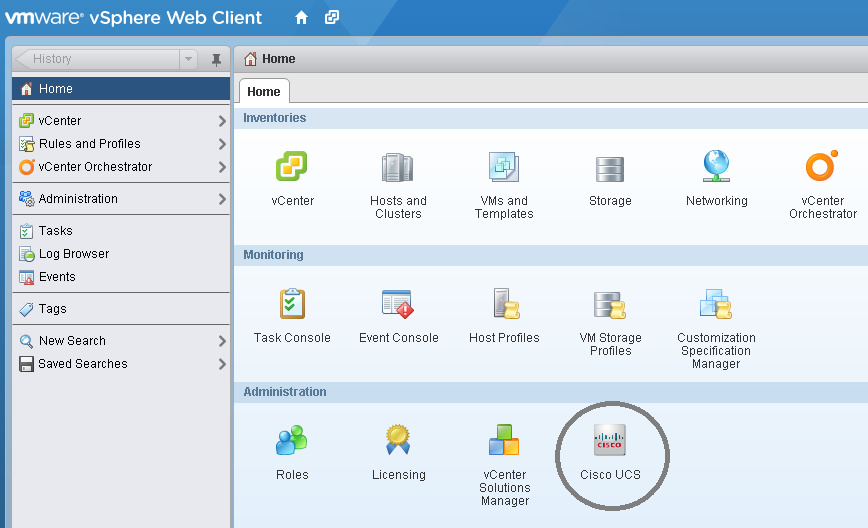 vmware® vSphere Web Client
History
Home
vCenter
Rules and Profiles
vCenter Orchestrator
Administration
Tasks
Log Browser
Events
Tags
New Search
Saved Searches
Home
Home
Inventories
vCenter
Hosts and
Clusters
VMs and
Templates
Storage
Networking
vCenter
Orchestrator
Monitoring
Task Console
Event Console
Host Profiles
VM Storage
Profiles
Customization
Specification
Manager
Administration
Roles
Licensing
vCenter
Solutions
Manager
CISCO
Cisco UCS